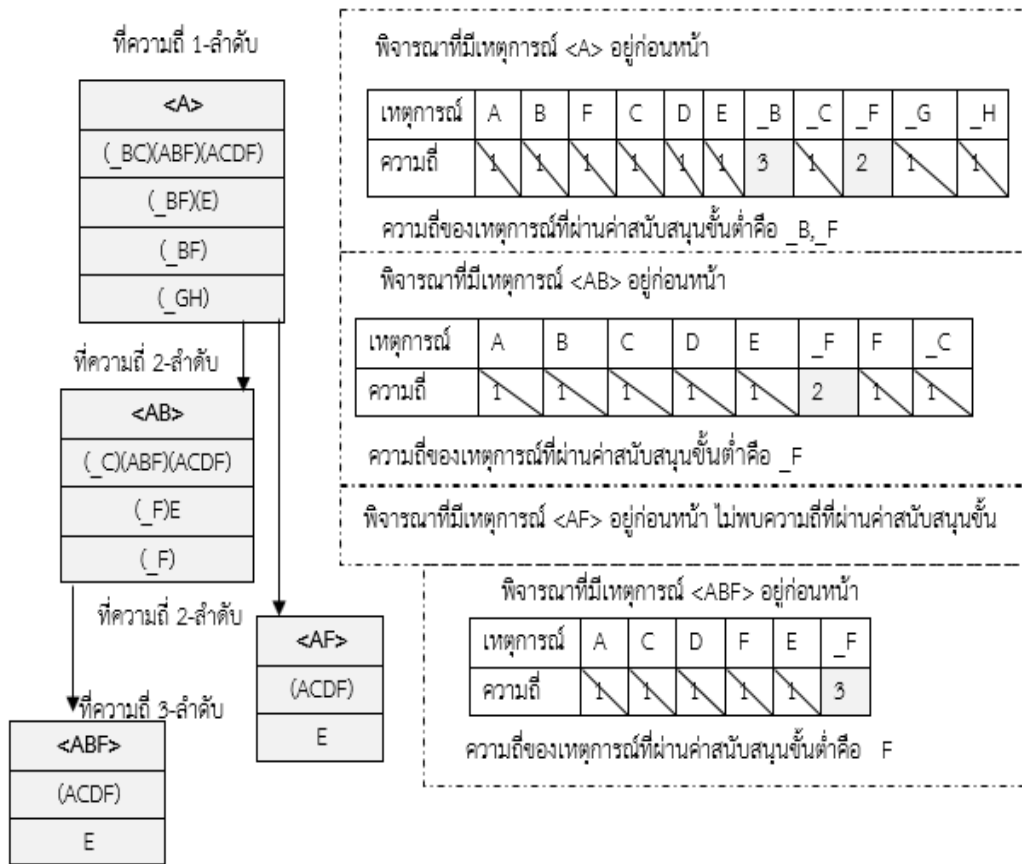 ที่ความถี่ 1-ลำดับ
<A>
(_BC)(ABF)(ACDF)
(_BF)(E)
(_BF)
(_GH)
ที่ความถี่ 2-ลำดับ
<AB>
(_C)(ABF)(ACDF)
(_F)E
(_F)
ที่ความถี่ 2-ลำดับ
<AF>
(ACDF)
E
ที่ความถี่ 3-ลำดับ
<ABF>
(ACDF)
E
พิจารณาที่มีเหตุการณ์ <A> อยู่ก่อนหน้า
เหตุการณ์ A B F C D E _B _C _F _G _H
ความถี่ 1 1 1 1 1 1 3 1 2 1 1
ความถี่ของเหตุการณ์ที่ผ่านค่าสนับสนุนขั้นต่ำคือ _B,_F
พิจารณาที่มีเหตุการณ์ <AB> อยู่ก่อนหน้า
เหตุการณ์ A B C D E _F F _C
ความถี่ 1 1 1 1 1 2 1 1
ความถี่ของเหตุการณ์ที่ผ่านค่าสนับสนุนขั้นต่ำคือ _F
พิจารณาที่มีเหตุการณ์ <AF> อยู่ก่อนหน้า ไม่พบความถี่ที่ผ่านค่าสนับสนุนขั้น
พิจารณาที่มีเหตุการณ์ <ABF> อยู่ก่อนหน้า
เหตุการณ์ A C D F E _F
ความถี่ 1 1 1 1 1 3
ความถี่ของเหตุการณ์ที่ผ่านค่าสนับสนุนขั้นต่ำคือ F